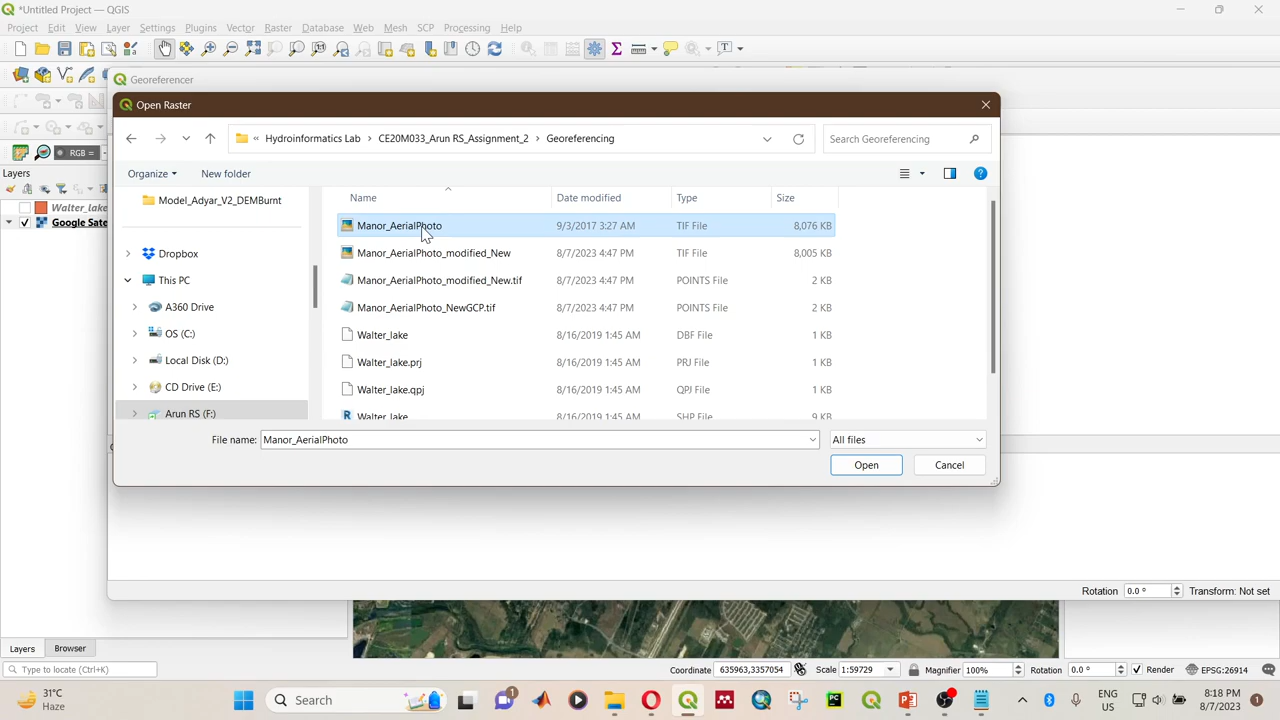 *Untitled Project — QGIS
Project Edit View Layer Settings Plugins Vector Raster Database Web Mesh SCP Processing Help
Georeferencer
Open Raster
« Hydroinformatics Lab › CE20M033_Arun RS_Assignment_2 › Georeferencing
Search Georeferencing
RGB =
Organize New folder
Layers
Name Date modified Type Size
Model_Adyar_V2_DEMBurnt
Walter_lake
Google Sate
Manor_AerialPhoto 9/3/2017 3:27 AM TIF File 8,076 KB
Dropbox
Manor_AerialPhoto_modified_New 8/7/2023 4:47 PM TIF File 8,005 KB
This PC
Manor_AerialPhoto_modified_New.tif 8/7/2023 4:47 PM POINTS File 2 KB
A360 Drive
Manor_AerialPhoto_NewGCP.tif 8/7/2023 4:47 PM POINTS File 2 KB
OS (C:)
Walter_lake 8/16/2019 1:45 AM DBF File 1 KB
Local Disk (D:)
Walter_lake.prj 8/16/2019 1:45 AM PRJ File 1 KB
CD Drive (E:)
Walter_lake.qpj 8/16/2019 1:45 AM QPJ File 1 KB
Arun RS (F:)
Walter_lake 8/16/2019 1:45 AM SHP File 9 KB
File name: Manor_AerialPhoto All files
Open Cancel
Rotation 0.0 ° Transform: Not set
Layers Browser
Type to locate (Ctrl+K) Coordinate 635963,3357054 Scale 1:59729 Magnifier 100% Rotation 0.0 ° Render EPSG:26914
31°C
Haze
Search
1
PC
ENG
US
8:18 PM
8/7/2023
1